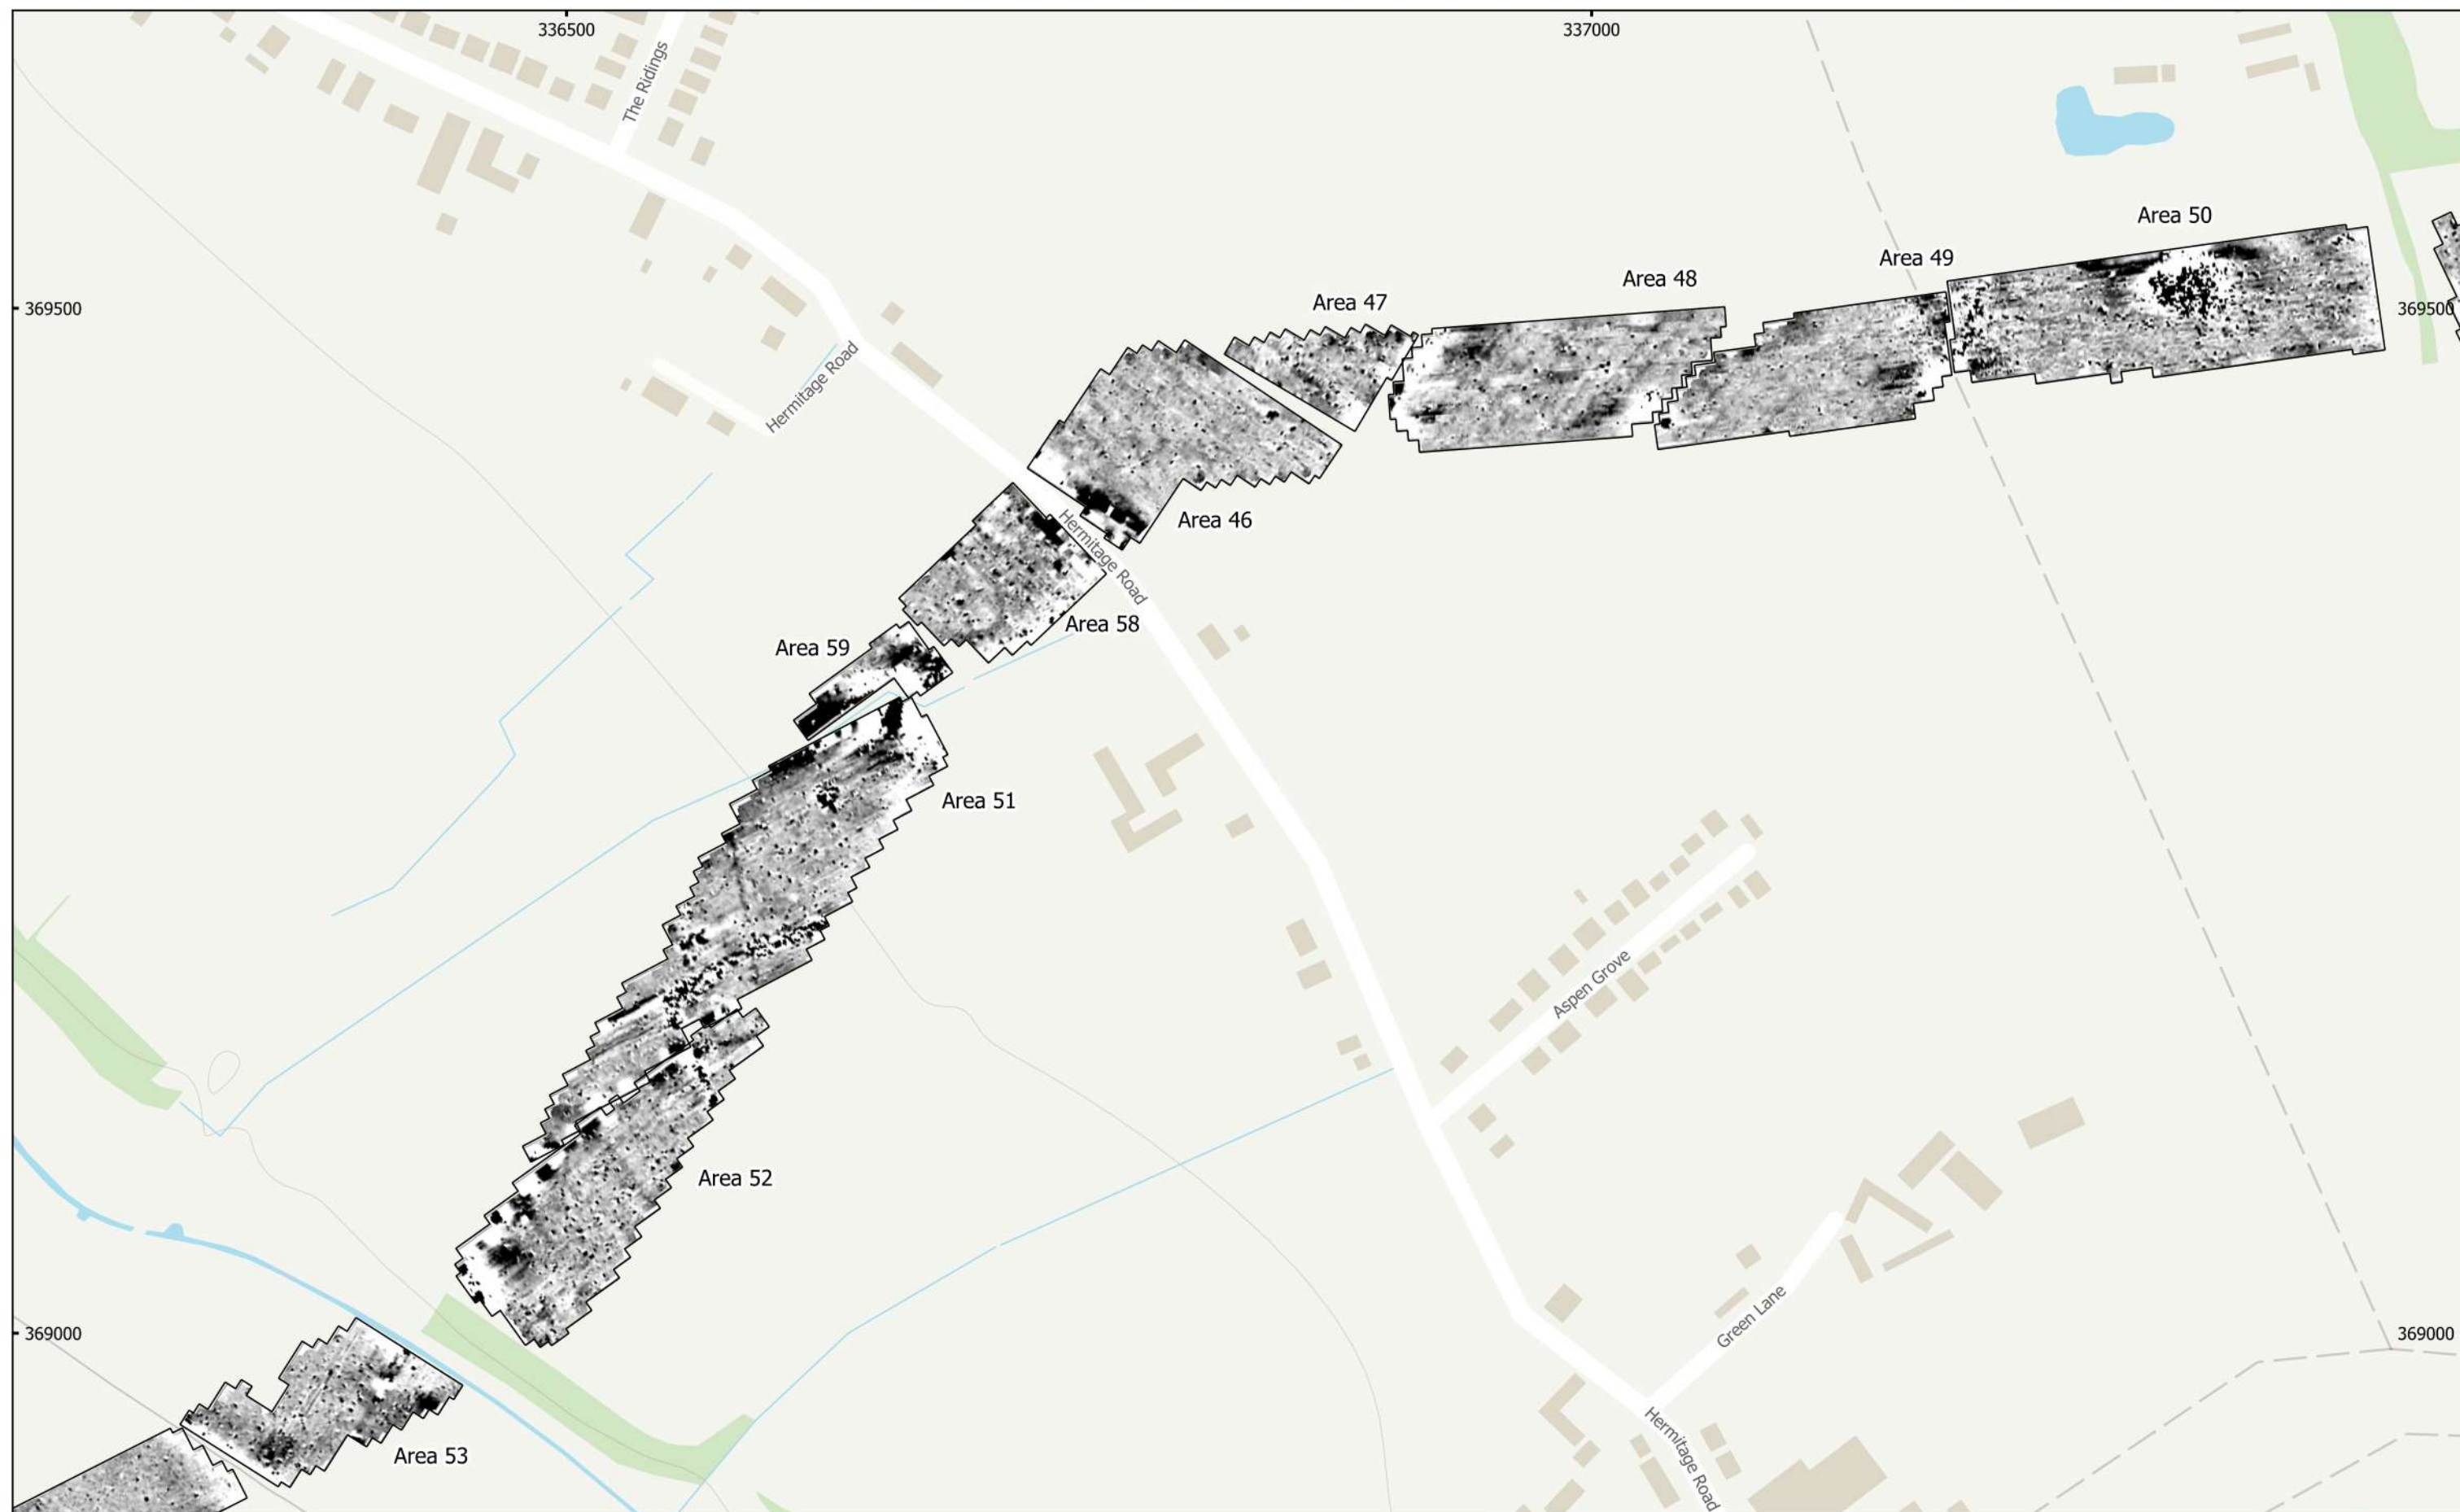 336500
337000
The Ridings
Area 50
Area 49
Area 48
Area 47
369500
369500
Hermitage Road
Area 46
Hermitage Road
Area 58
Area 59
Area 51
Aspen Grove
Area 52
Green Lane
369000
369000
Hermitage Road
Area 53